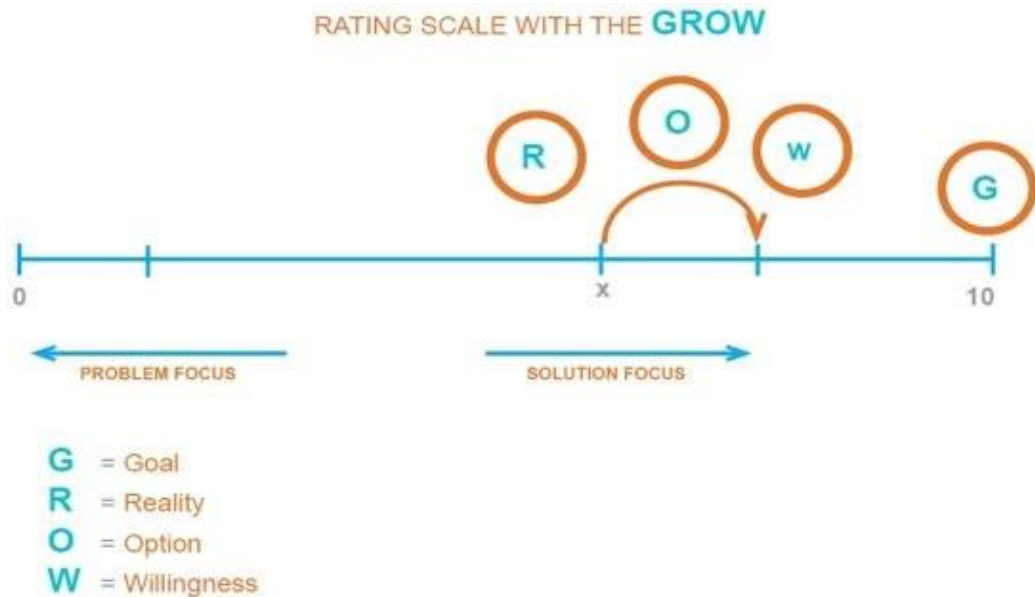 RATING SCALE WITH THE GROW
R
O
w
G
0
x
10
PROBLEM FOCUS
SOLUTION FOCUS
G = Goal
R = Reality
O = Option
W = Willingness